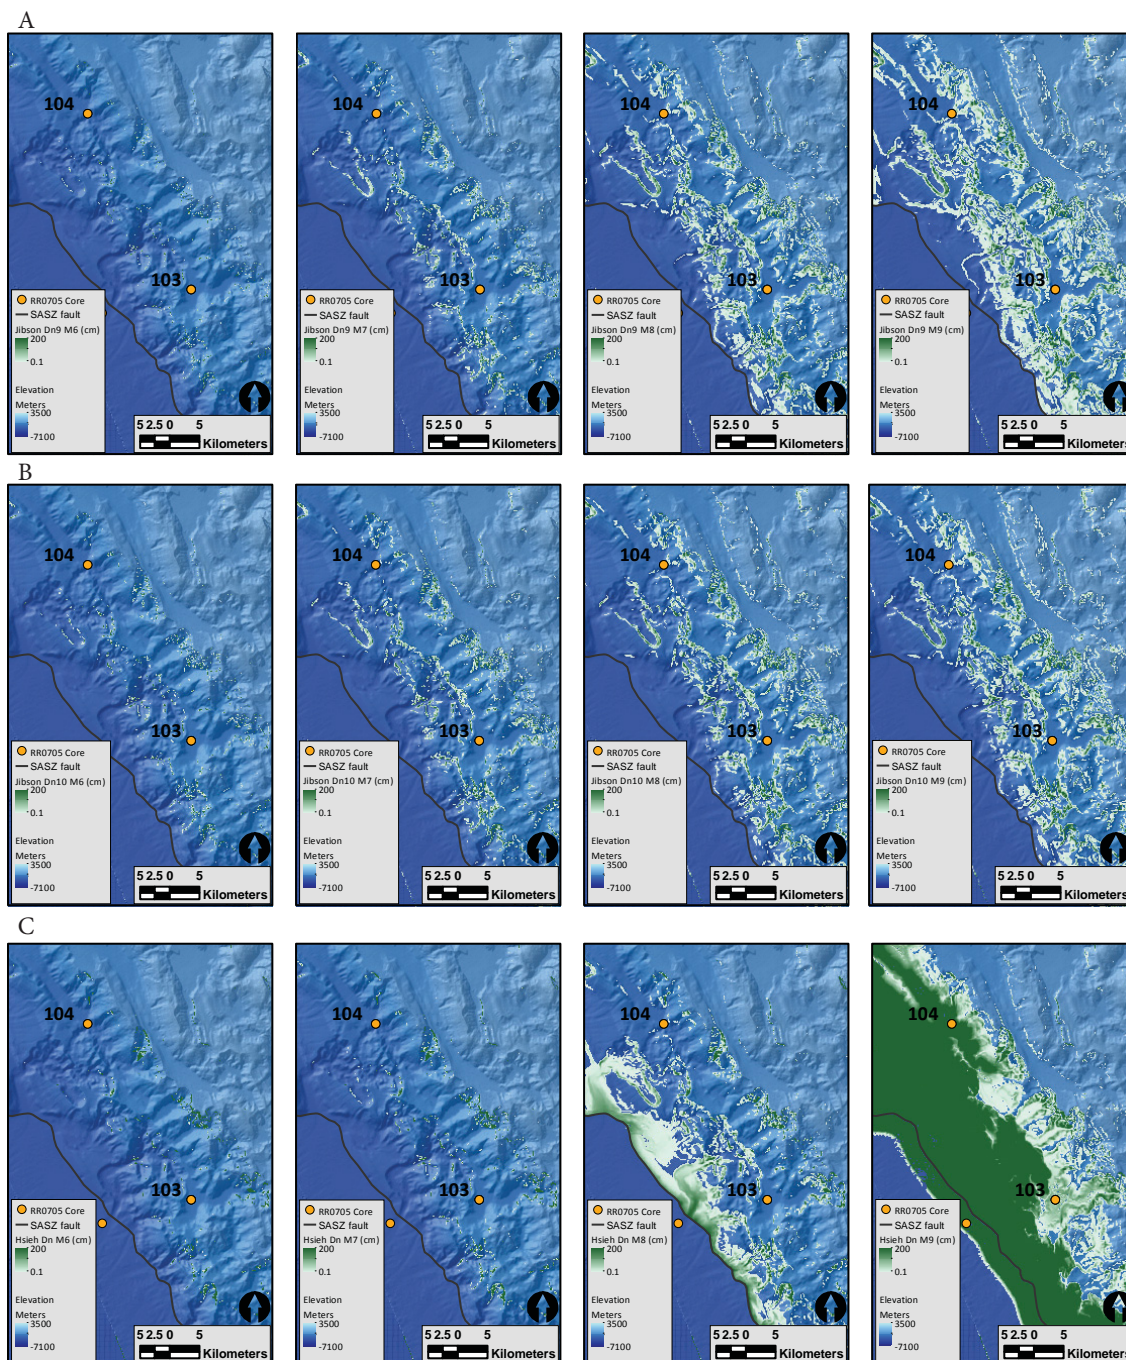 A
104
103
RR0705 Core
SASZ fault
Jibson Dn9 M6 (cm)
200
0.1
Elevation
Meters
3500
-7100
5 2.5 0 5
Kilometers
104
103
RR0705 Core
SASZ fault
Jibson Dn9 M7 (cm)
200
0.1
Elevation
Meters
3500
-7100
5 2.5 0 5
Kilometers
104
103
RR0705 Core
SASZ fault
Jibson Dn9 M8 (cm)
200
0.1
Elevation
Meters
3500
-7100
5 2.5 0 5
Kilometers
104
103
RR0705 Core
SASZ fault
Jibson Dn9 M9 (cm)
200
0.1
Elevation
Meters
3500
-7100
5 2.5 0 5
Kilometers
B
104
103
RR0705 Core
SASZ fault
Jibson Dn10 M6 (cm)
200
0.1
Elevation
Meters
3500
-7100
5 2.5 0 5
Kilometers
104
103
RR0705 Core
SASZ fault
Jibson Dn10 M7 (cm)
200
0.1
Elevation
Meters
3500
-7100
5 2.5 0 5
Kilometers
104
103
RR0705 Core
SASZ fault
Jibson Dn10 M8 (cm)
200
0.1
Elevation
Meters
3500
-7100
5 2.5 0 5
Kilometers
104
103
RR0705 Core
SASZ fault
Jibson Dn10 M9 (cm)
200
0.1
Elevation
Meters
3500
-7100
5 2.5 0 5
Kilometers
C
104
103
RR0705 Core
SASZ fault
Hsieh Dn M6 (cm)
200
0.1
Elevation
Meters
3500
-7100
5 2.5 0 5
Kilometers
104
103
RR0705 Core
SASZ fault
Hsieh Dn M7 (cm)
200
0.1
Elevation
Meters
3500
-7100
5 2.5 0 5
Kilometers
104
103
RR0705 Core
SASZ fault
Hsieh Dn M8 (cm)
200
0.1
Elevation
Meters
3500
-7100
5 2.5 0 5
Kilometers
104
103
RR0705 Core
SASZ fault
Hsieh Dn M9 (cm)
200
0.1
Elevation
Meters
3500
-7100
5 2.5 0 5
Kilometers